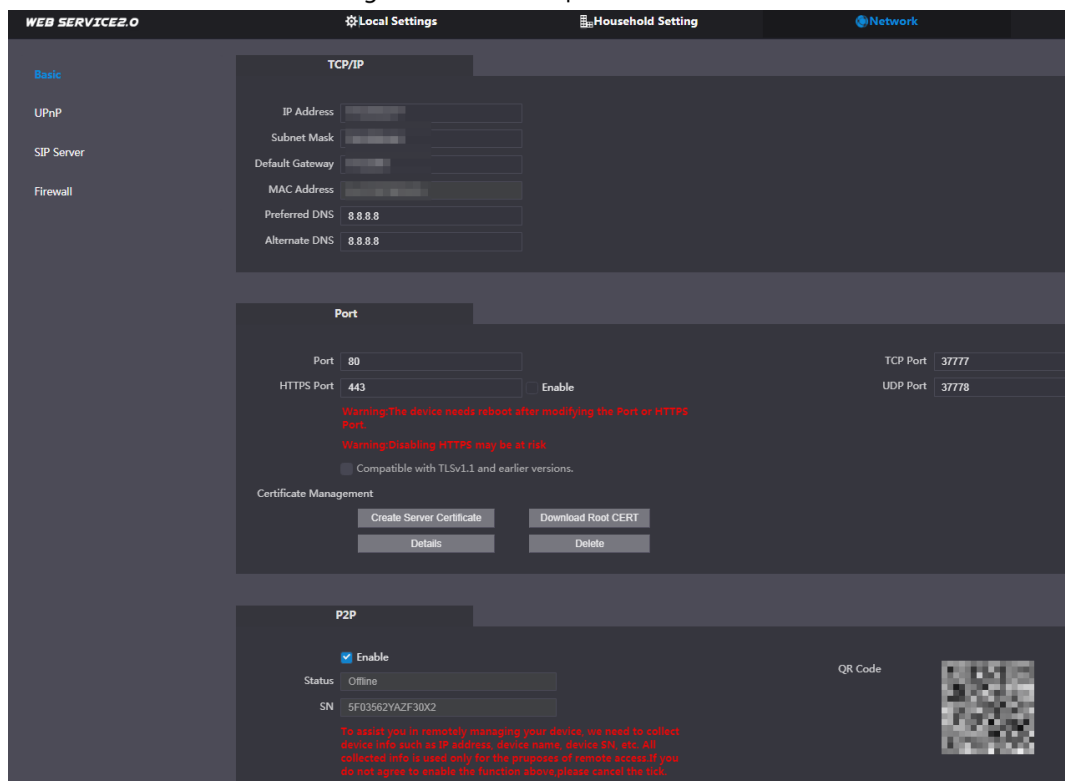 WEB SERVICE2.0
Local Settings
Household Setting
Network
Basic
UPnP
SIP Server
Firewall
TCP/IP
IP Address
Subnet Mask
Default Gateway
MAC Address
Preferred DNS 8.8.8.8
Alternate DNS 8.8.8.8
Port
Port 80
TCP Port 37777
HTTPS Port 443 Enable
UDP Port 37778
Warning:The device needs reboot after modifying the Port or HTTPS
Port.
Warning:Disabling HTTPS may be at risk
Compatible with TLSv1.1 and earlier versions.
Certificate Management
Create Server Certificate
Download Root CERT
Details
Delete
P2P
Enable
QR Code
Status Offline
SN 5F03562YAZF30X2
To assist you in remotely managing your device, we need to collect
device info such as IP address, device name, device SN, etc. All
collected info is used only for the pruposes of remote access.If you
do not agree to enable the function above,please cancel the tick.